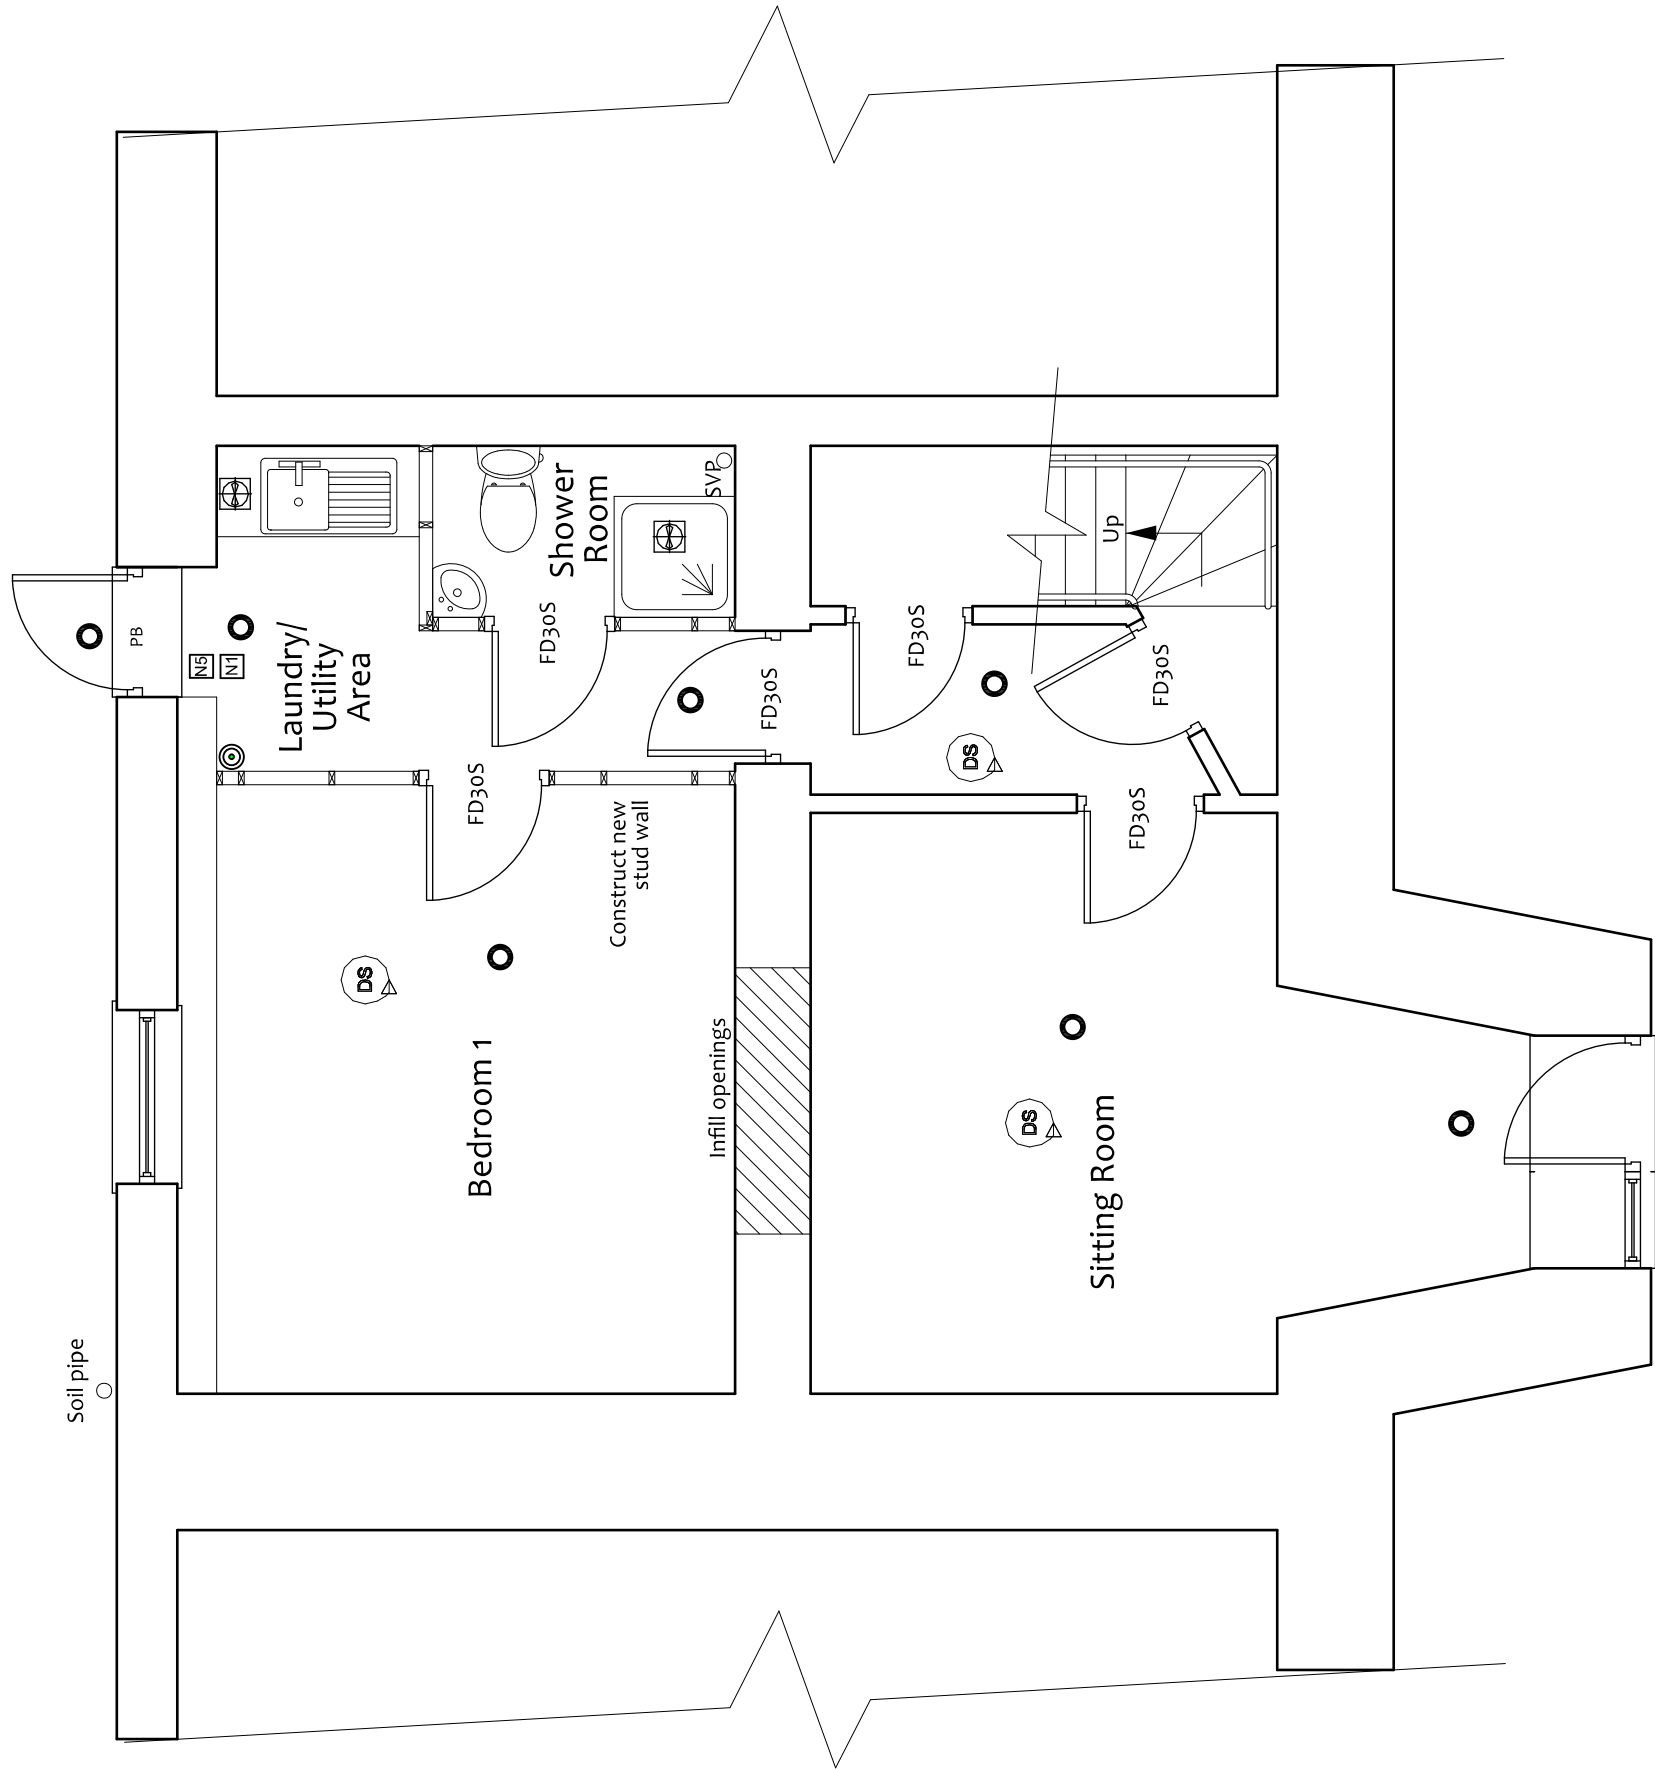 Soil pipe
PB
N5
N1
Laundry/
Utility
Area
Shower
Room
SVP
FD30S
FD30S
FD30S
FD30S
FD30S
FD30S
Up
DS
DS
DS
Construct new
stud wall
Bedroom 1
Infill openings
Sitting Room